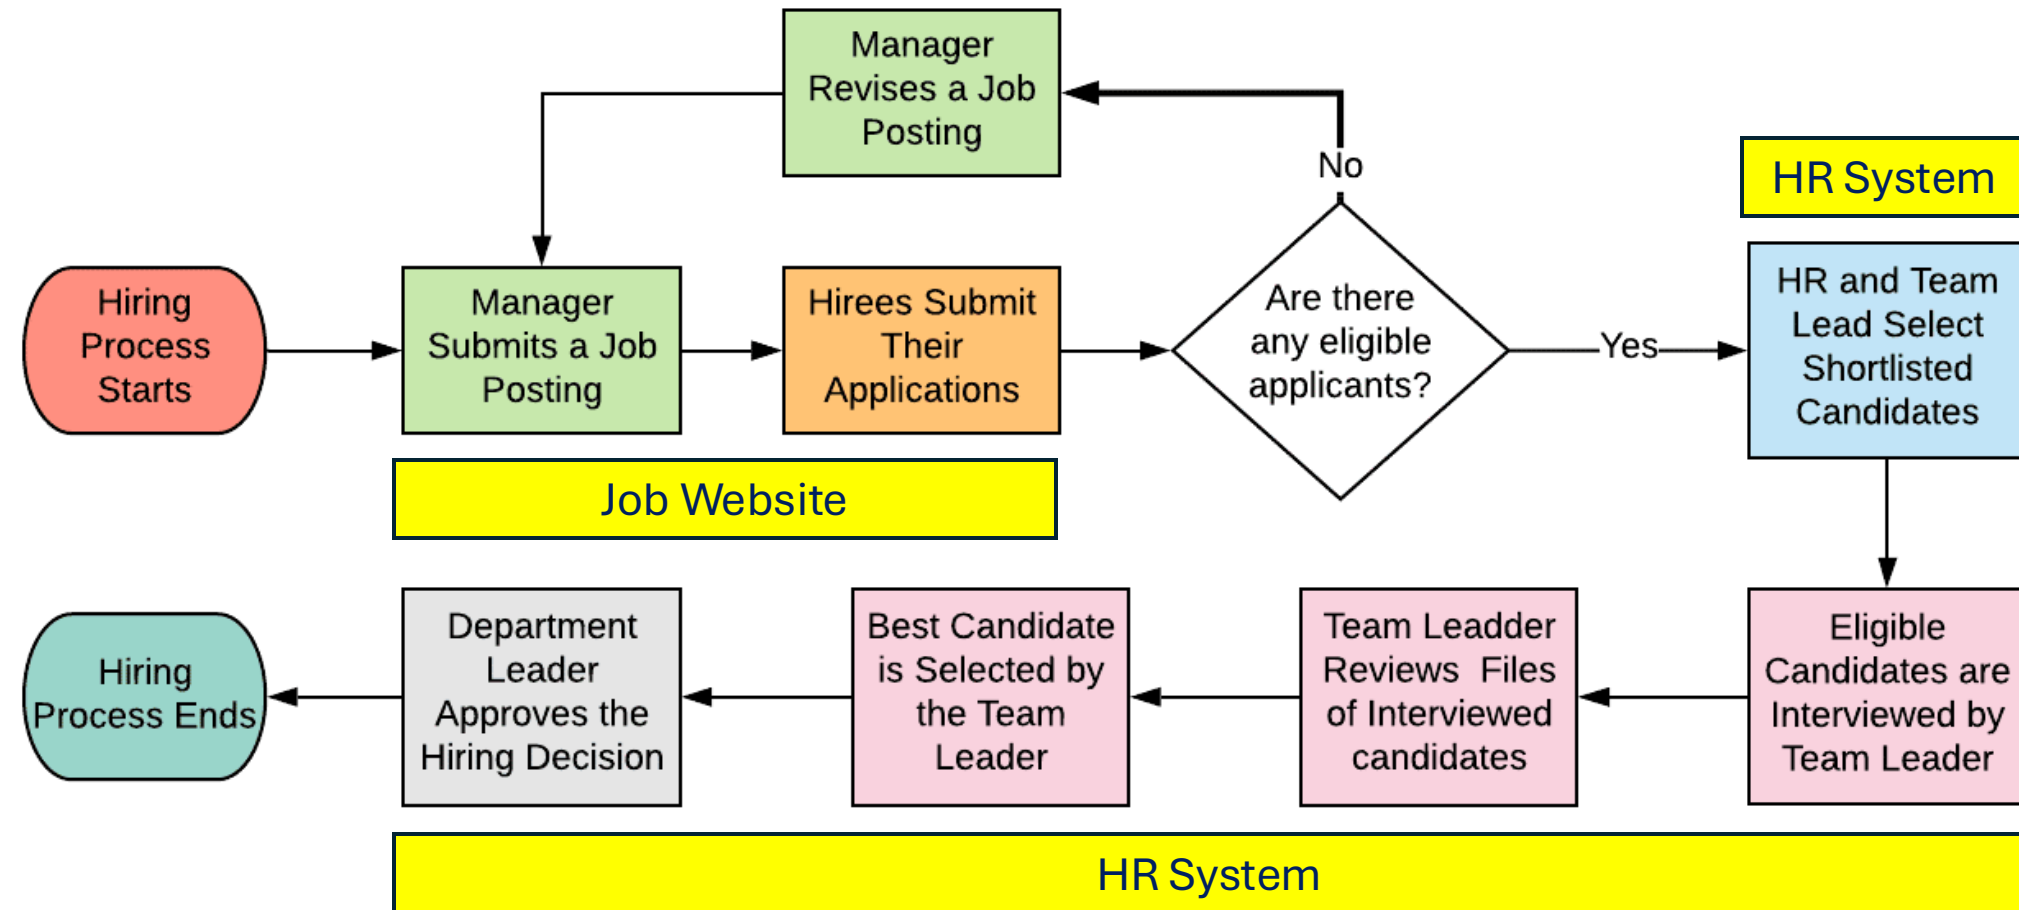 Manager
Revises a Job
Posting
No
HR System
Hiring
Process
Starts
Manager
Submits a Job
Posting
Hirees Submit
Their
Applications
Are there
any eligible
applicants?
Yes
HR and Team
Lead Select
Shortlisted
Candidates
Job Website
Hiring
Process Ends
Department
Leader
Approves the
Hiring Decision
Best Candidate
is Selected by
the Team
Leader
Team Leadder
Reviews Files
of Interviewed
candidates
Eligible
Candidates are
Interviewed by
Team Leader
HR System